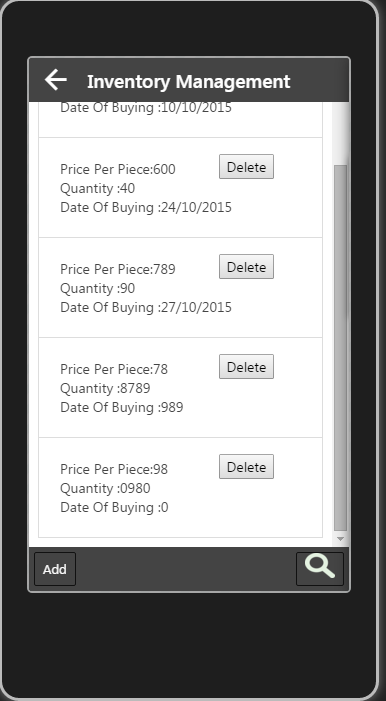 Inventory Management
Date Of Buying :10/10/2015
Price Per Piece:600
Delete
Quantity :40
Date Of Buying :24/10/2015
Price Per Piece:789
Delete
Quantity :90
Date Of Buying :27/10/2015
Price Per Piece:78
Delete
Quantity :8789
Date Of Buying :989
Price Per Piece:98
Delete
Quantity :0980
Date Of Buying :0
Add